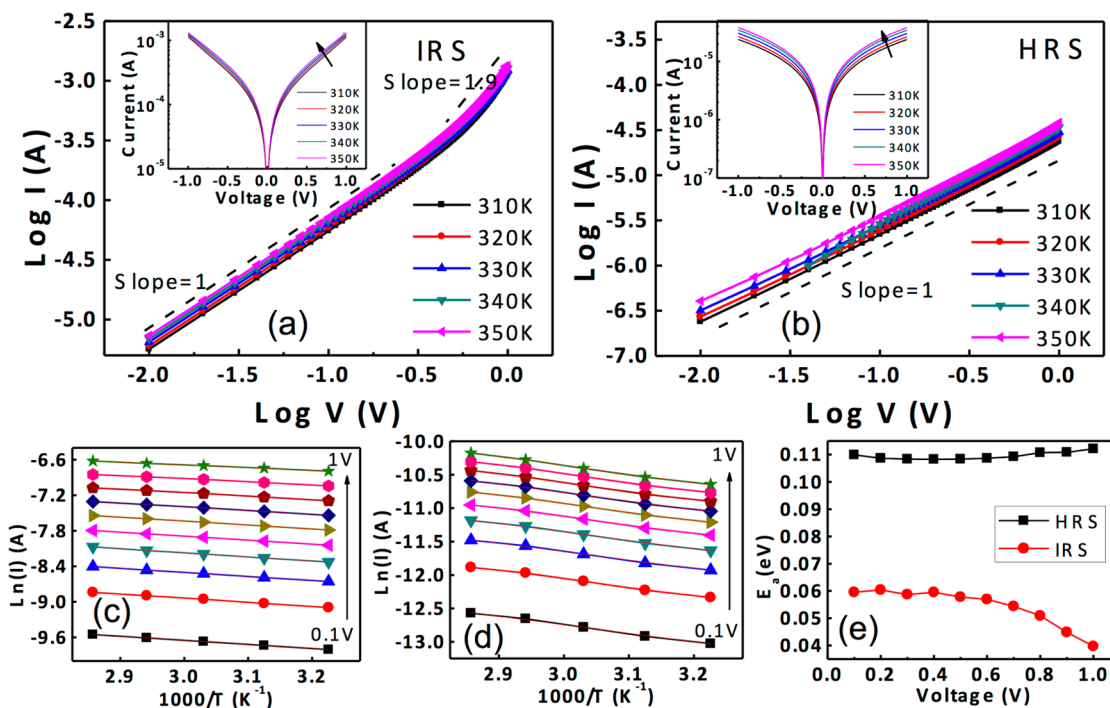 IRS
S lope=1.9
S lope=1
(a)
Log I (A)
-2.5
-3.0
-3.5
-4.0
-4.5
-5.0
-2.0 -1.5 -1.0 -0.5 0.0
Log V (V)
310K
320K
330K
340K
350K
Current (A)
10-3
10-4
10-5
-1.0 -0.5 0.0 0.5 1.0
Voltage (V)
310K
320K
330K
340K
350K
HRS
S lope=1
(b)
Log I (A)
-3.5
-4.0
-4.5
-5.0
-5.5
-6.0
-6.5
-7.0
-2.0 -1.5 -1.0 -0.5 0.0
Log V (V)
310K
320K
330K
340K
350K
Current (A)
10-5
10-6
10-7
-1.0 -0.5 0.0 0.5 1.0
Voltage (V)
310K
320K
330K
340K
350K
Ln(I) (A)
-6.6
-7.2
-7.8
-8.4
-9.0
-9.6
1V
0.1V
(c)
2.9 3.0 3.1 3.2
1000/T (K-1)
Ln(I) (A)
-10.0
-10.5
-11.0
-11.5
-12.0
-12.5
-13.0
1V
0.1V
(d)
2.9 3.0 3.1 3.2
1000/T (K-1)
Ea(eV)
0.11
0.10
0.09
0.08
0.07
0.06
0.05
0.04
HRS
IRS
(e)
0.0 0.2 0.4 0.6 0.8 1.0
Voltage (V)